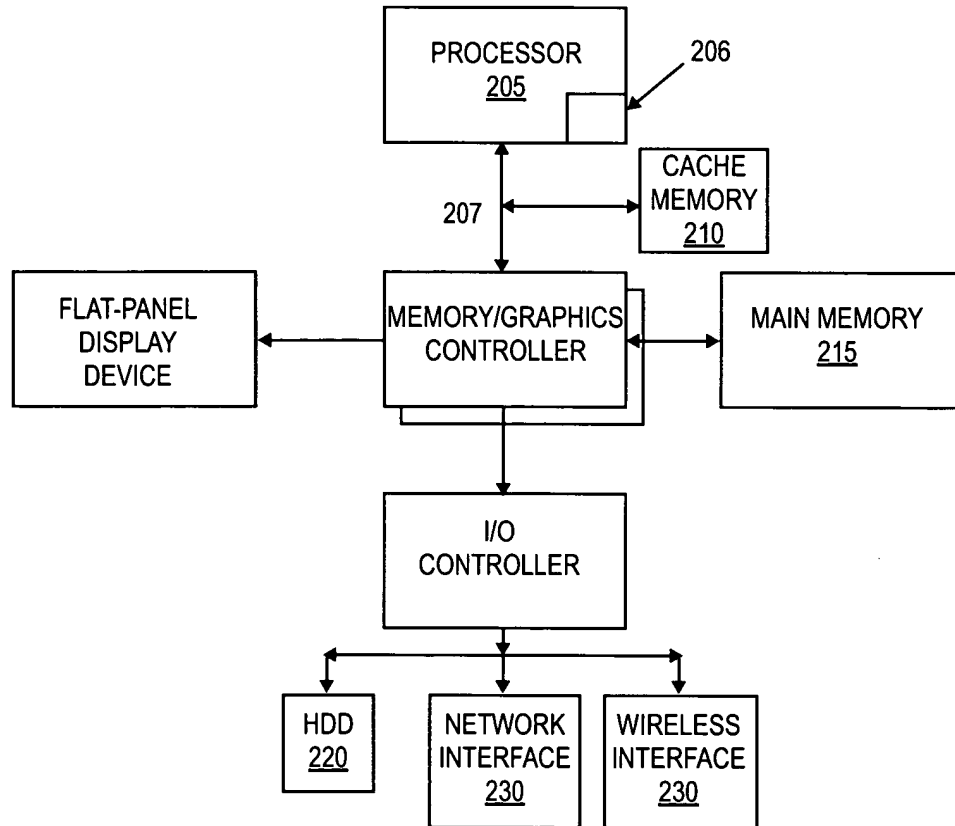 PROCESSOR
205
206
CACHE
MEMORY
210
207
FLAT-PANEL
DISPLAY
DEVICE
MEMORY/GRAPHICS
CONTROLLER
MAIN MEMORY
215
I/O
CONTROLLER
HDD
220
NETWORK
INTERFACE
230
WIRELESS
INTERFACE
230